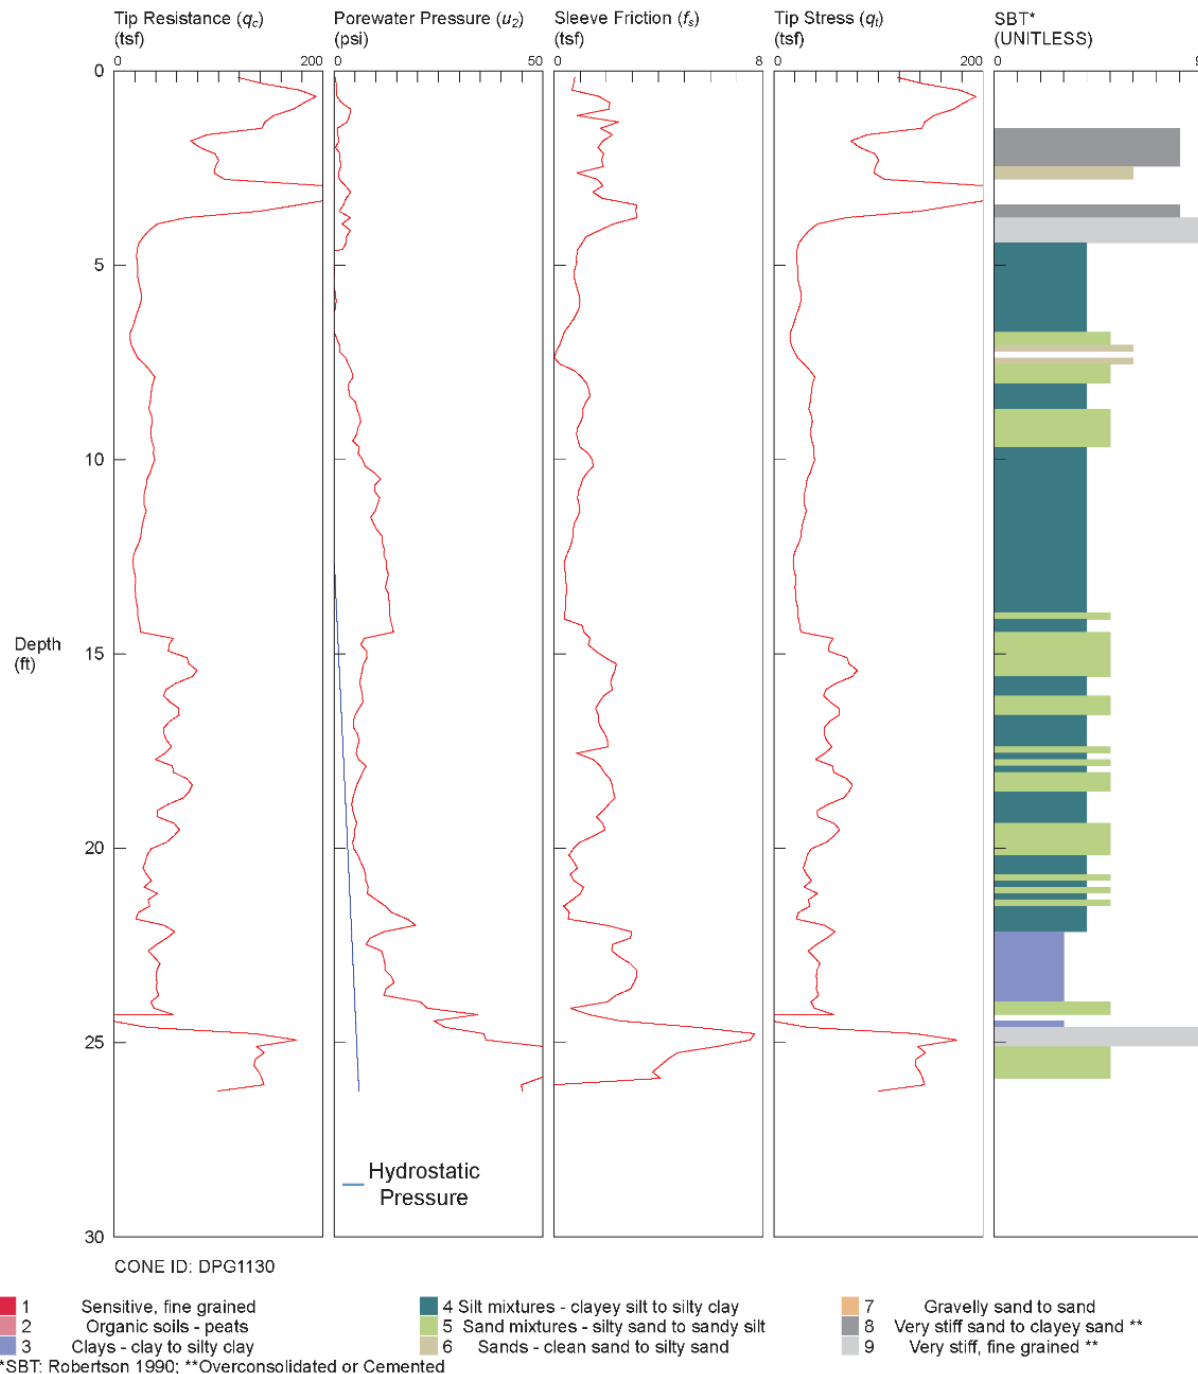 Tip Resistance (qc)
(tsf)
Porewater Pressure (u2)
(psi)
Sleeve Friction (fs)
(tsf)
Tip Stress (qt)
(tsf)
SBT*
(UNITLESS)
0 200
0 50
0 8
0 200
0 9
0
5
10
Depth
(ft)
15
20
25
30
Hydrostatic
Pressure
CONE ID: DPG1130
1 Sensitive, fine grained
2 Organic soils - peats
3 Clays - clay to silty clay
4 Silt mixtures - clayey silt to silty clay
5 Sand mixtures - silty sand to sandy silt
6 Sands - clean sand to silty sand
7 Gravelly sand to sand
8 Very stiff sand to clayey sand **
9 Very stiff, fine grained **
*SBT: Robertson 1990; **Overconsolidated or Cemented